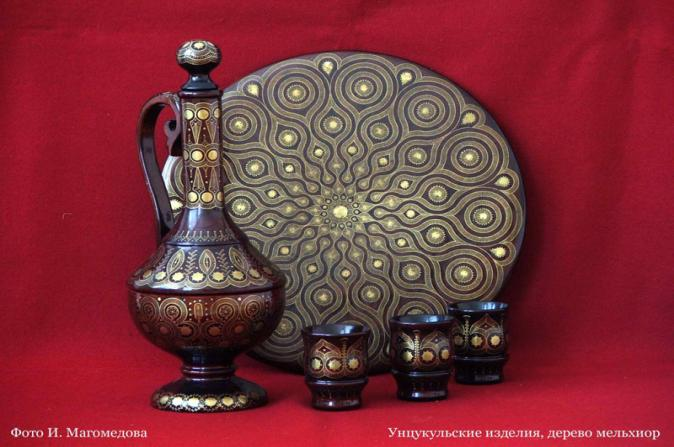 Фото И. Магомедова
Унцукульские изделия, дерево мельхиор